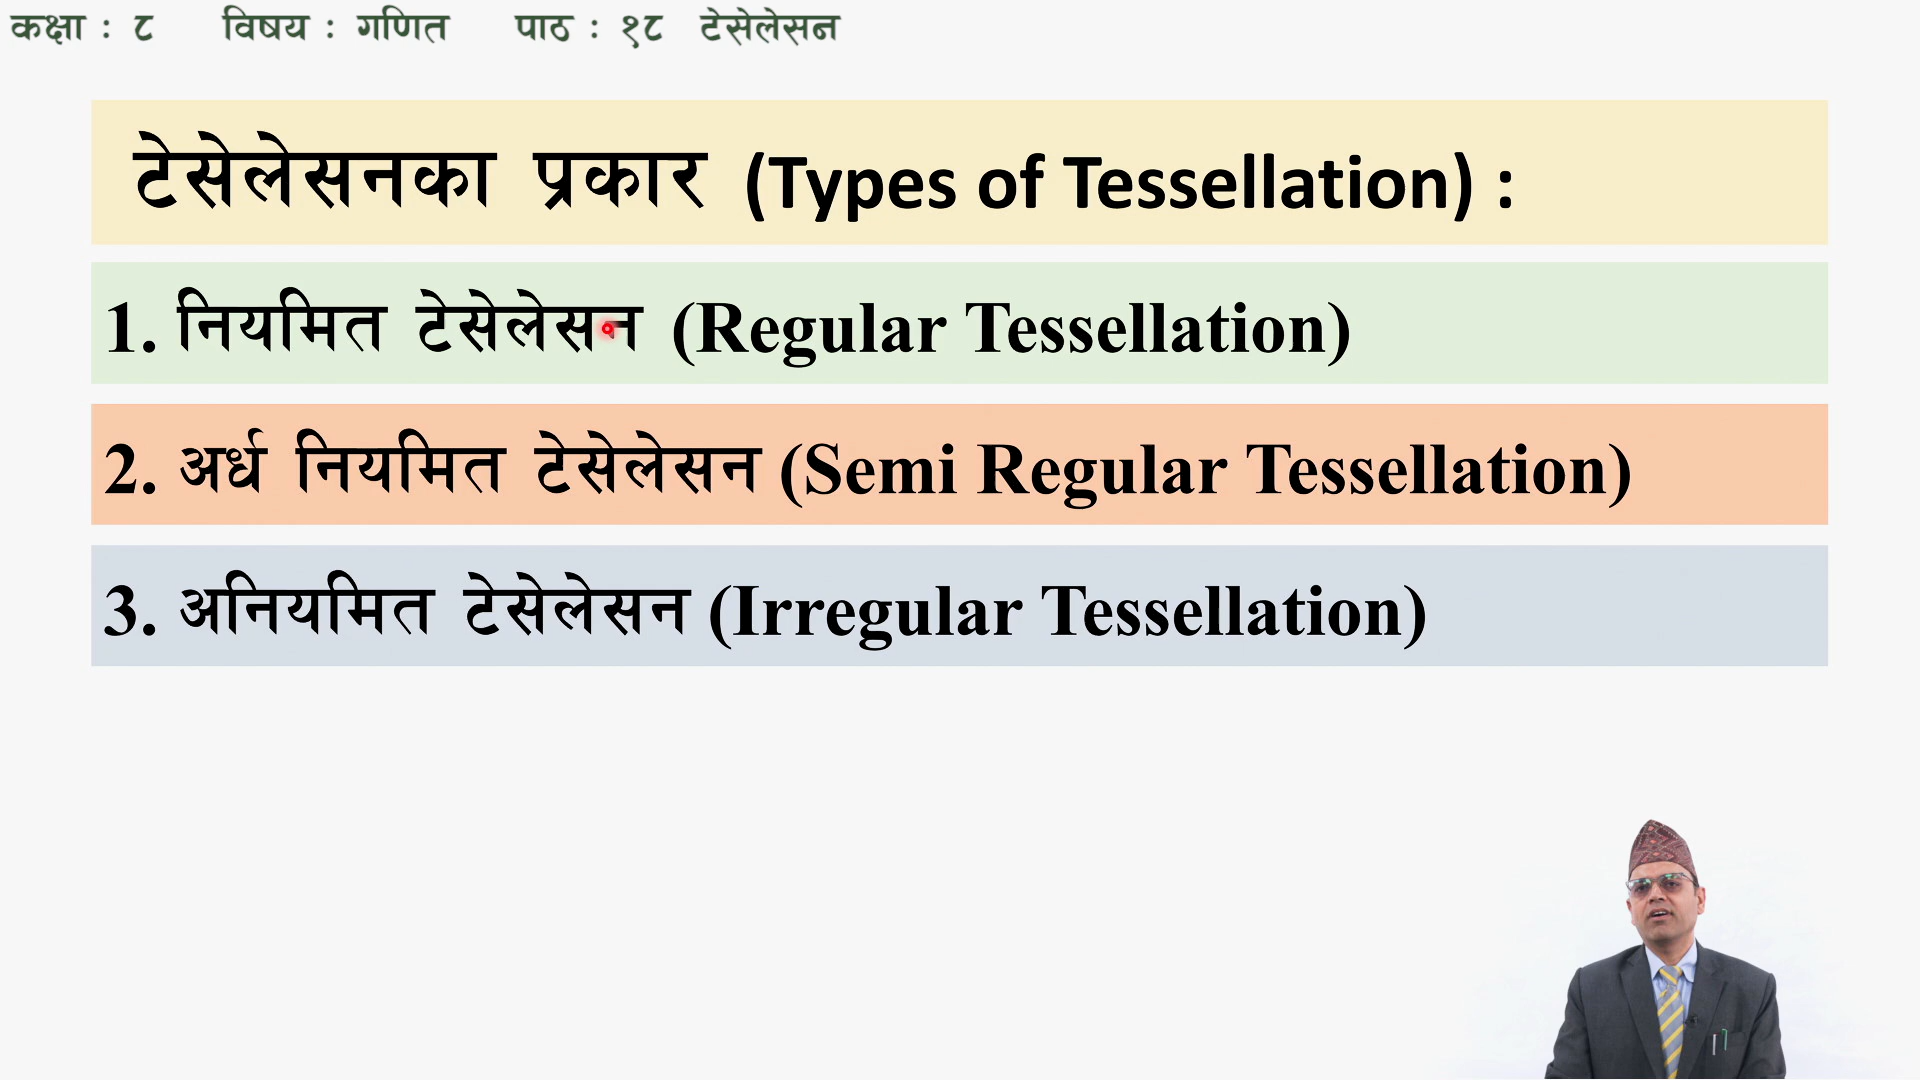 कक्षा : ८ विषय : गणित पाठ : १८ टेसेलेसन
टेसेलेसनका प्रकार (Types of Tessellation) :
1. नियमित टेसेलेसन (Regular Tessellation)
2. अर्ध नियमित टेसेलेसन (Semi Regular Tessellation)
3. अनियमित टेसेलेसन (Irregular Tessellation)